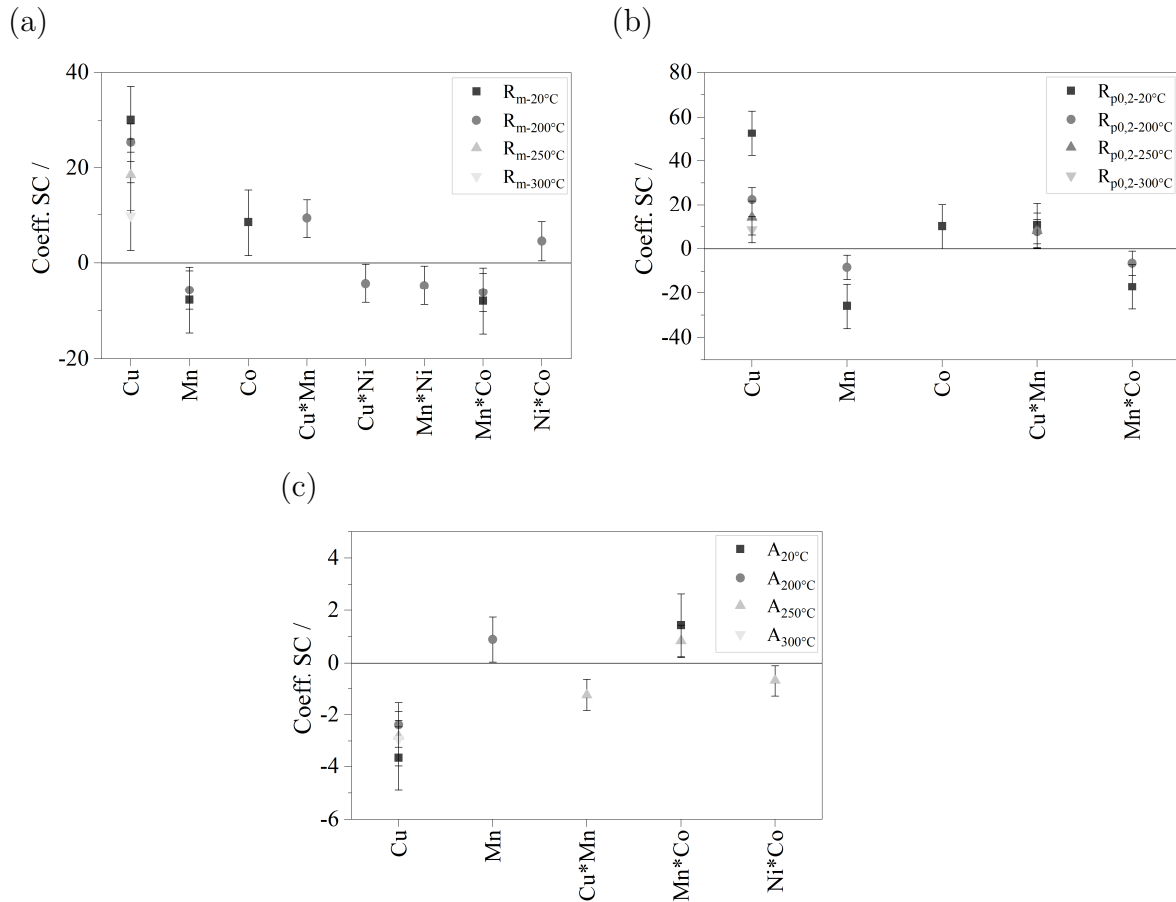 (a)
40
20
0
-20
Coeff. SC /
R_m-20°C
R_m-200°C
R_m-250°C
R_m-300°C
Cu
Mn
Co
Cu*Mn
Cu*Ni
Mn*Ni
Mn*Co
Ni*Co
(b)
80
60
40
20
0
-20
-40
Coeff. SC /
R_p0,2-20°C
R_p0,2-200°C
R_p0,2-250°C
R_p0,2-300°C
Cu
Mn
Co
Cu*Mn
Mn*Co
(c)
4
2
0
-2
-4
-6
Coeff. SC /
A_20°C
A_200°C
A_250°C
A_300°C
Cu
Mn
Cu*Mn
Mn*Co
Ni*Co